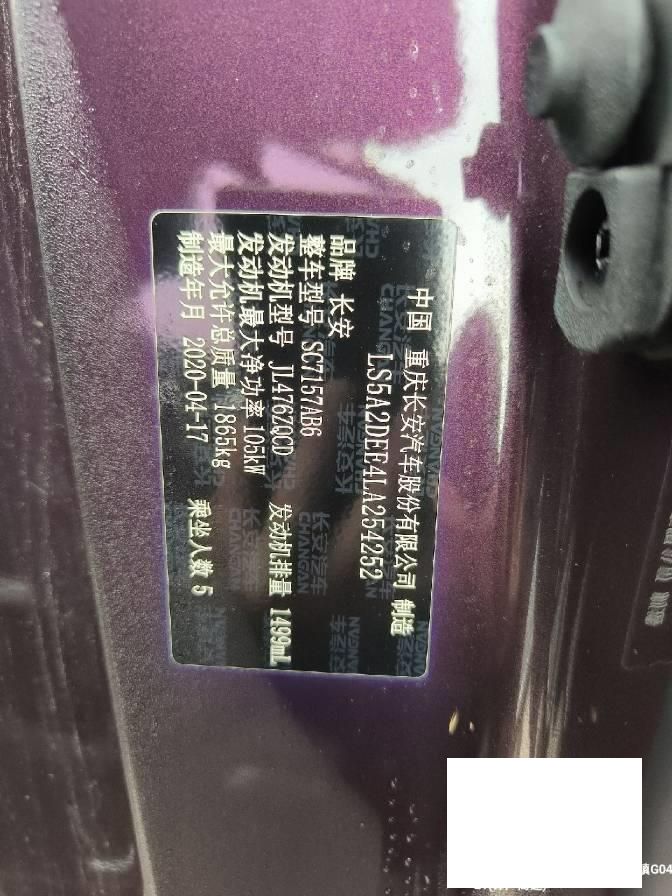 中国 重庆长安汽车股份有限公司 制造
LS5A2DEE4LA254252
品牌 长安
整车型号 SC7157AB6
发动机型号 JL476ZQCD 发动机排量 1499mL
发动机最大净功率 105kW
最大允许总质量 1865kg
制造年月 2020-04-17 乘坐人数 5